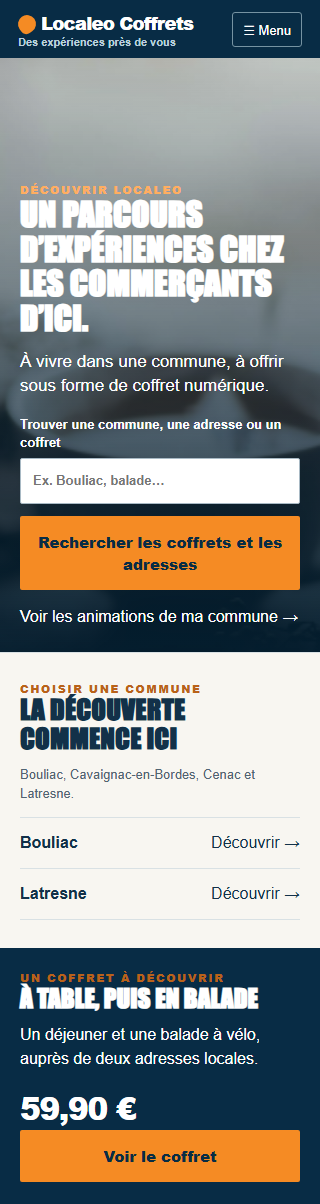 Localeo Coffrets
Des expériences près de vous
☰ Menu
DÉCOUVRIR LOCALEO
UN PARCOURS
D'EXPÉRIENCES CHEZ
LES COMMERÇANTS
D'ICI.
À vivre dans une commune, à offrir
sous forme de coffret numérique.
Trouver une commune, une adresse ou un
coffret
Ex. Bouliac, balade…
Rechercher les coffrets et les
adresses
Voir les animations de ma commune →
CHOISIR UNE COMMUNE
LA DÉCOUVERTE
COMMENCE ICI
Bouliac, Cavaignac-en-Bordes, Cenac et
Latresne.
Bouliac
Découvrir →
Latresne
Découvrir →
UN COFFRET À DÉCOUVRIR
À TABLE, PUIS EN BALADE
Un déjeuner et une balade à vélo,
auprès de deux adresses locales.
59,90 €
Voir le coffret